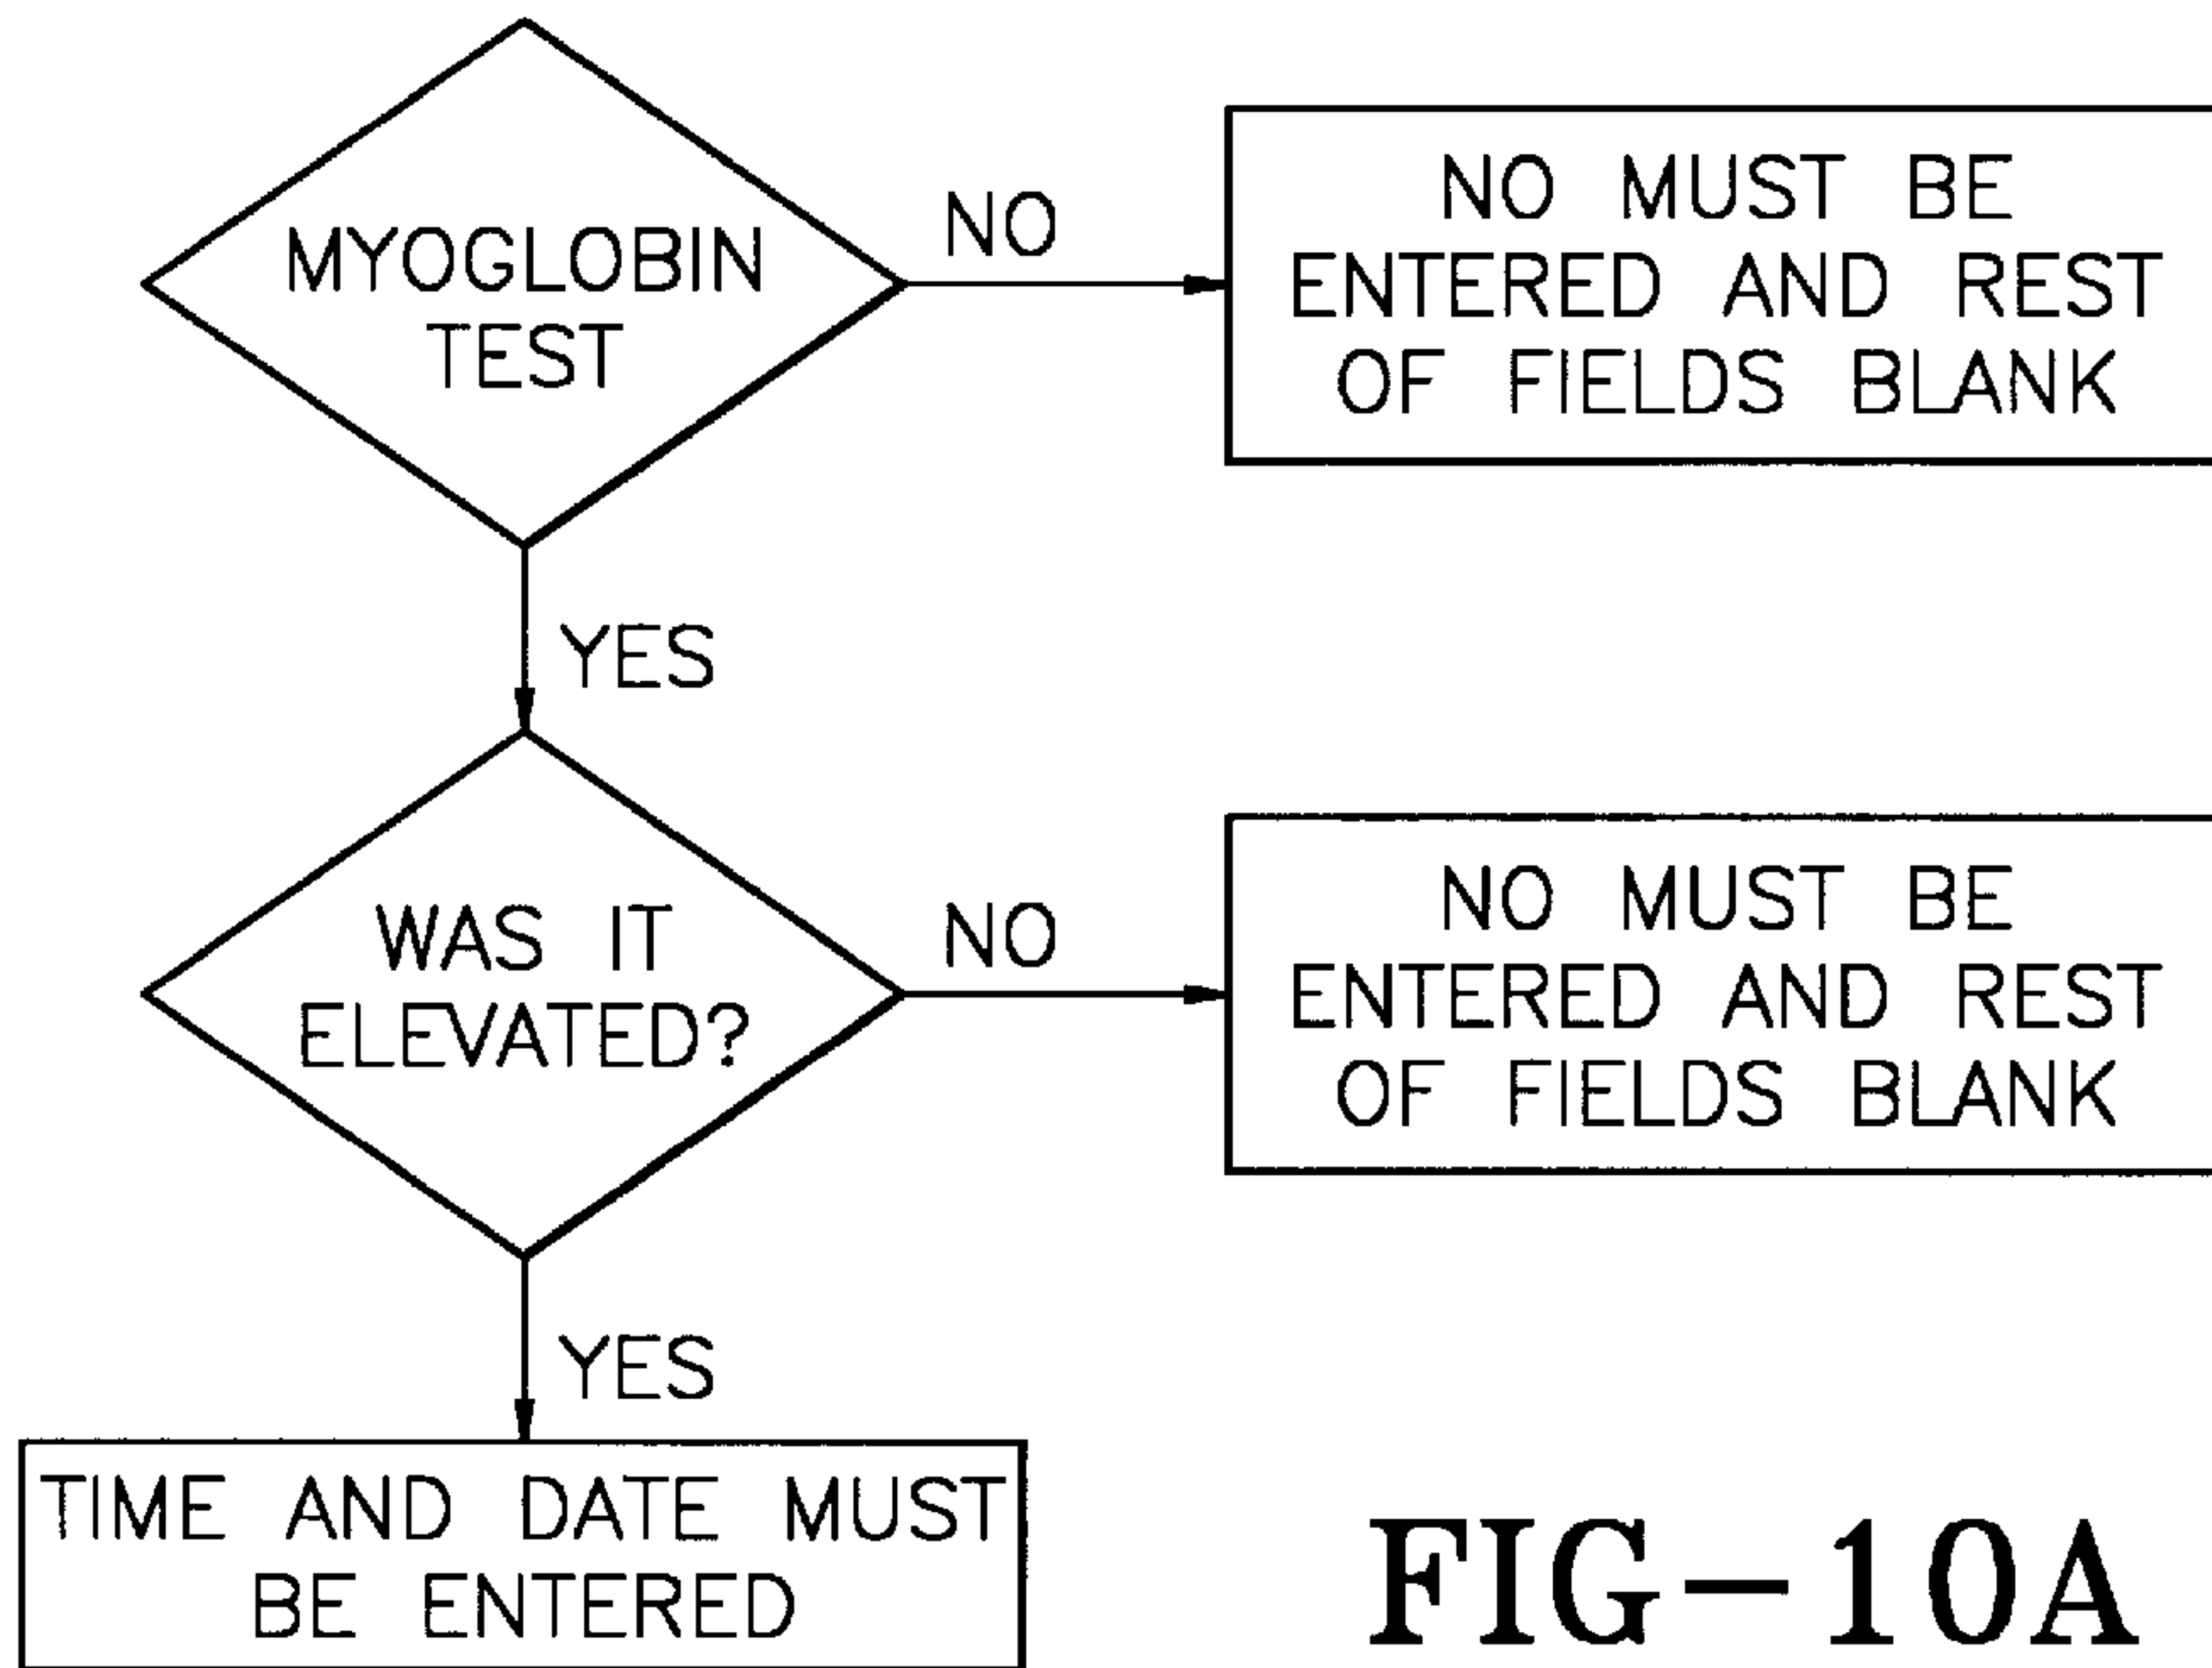 MYOGLOBIN
TEST
NO
NO MUST BE
ENTERED AND REST
OF FIELDS BLANK
YES
WAS IT
ELEVATED?
NO
NO MUST BE
ENTERED AND REST
OF FIELDS BLANK
YES
TIME AND DATE MUST
BE ENTERED
FIG-10A